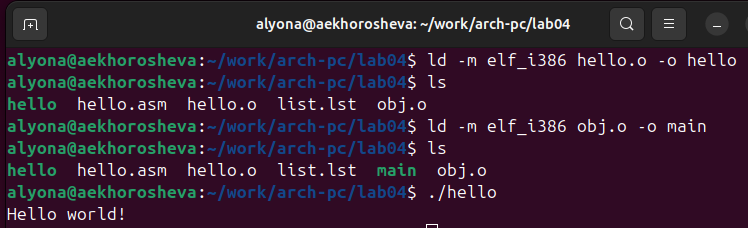 alyona@aekhorosheva: ~/work/arch-pc/lab04
alyona@aekhorosheva:~/work/arch-pc/lab04$ ld -m elf_i386 hello.o -o hello
alyona@aekhorosheva:~/work/arch-pc/lab04$ ls
hello  hello.asm  hello.o  list.lst  obj.o
alyona@aekhorosheva:~/work/arch-pc/lab04$ ld -m elf_i386 obj.o -o main
alyona@aekhorosheva:~/work/arch-pc/lab04$ ls
hello  hello.asm  hello.o  list.lst  main  obj.o
alyona@aekhorosheva:~/work/arch-pc/lab04$ ./hello
Hello world!